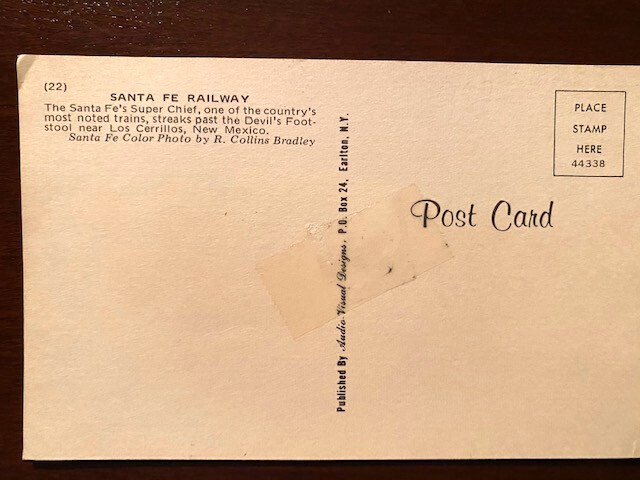 (22)
SANTA FE RAILWAY
The Santa Fe's Super Chief, one of the country's
most noted trains, streaks past the Devil's Foot-
stool near Los Cerrillos, New Mexico.
Santa Fe Color Photo by R. Collins Bradley
Published By Audio-Visual Designs, P.O. Box 24, Earlton, N.Y.
Post Card
PLACE
STAMP
HERE
44338